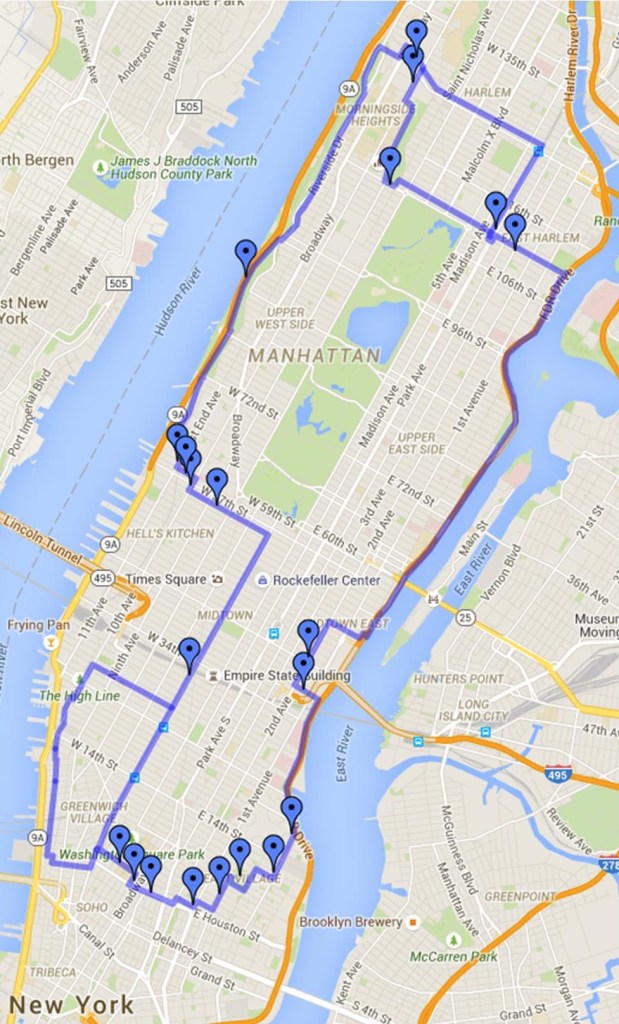 Cliffside Park
Fairview Ave
Anderson Ave
Palisade Ave
505
Saint Nicholas Ave
W 135th St
Harlem River Dr
HARLEM
9A
MORNINGSIDE
HEIGHTS
Malcolm X Blvd
orth Bergen
James J Braddock North
Hudson County Park
Riverside Dr
Bergenline Ave
Palisade Ave
Park Ave
Broadway
6th St
EAST HARLEM
5th Ave
Madison Ave
E 106th St
FDR Drive
505
st New
York
Hudson River
UPPER
WEST SIDE
E 96th St
MANHATTAN
Port Imperial Blvd
9A
W 72nd St
t End Ave
Broadway
Madison Ave
Park Ave
1st Avenue
UPPER
EAST SIDE
E 72nd St
3rd Ave
2nd Ave
W 57th St
W 59th St
E 60th St
HELL'S KITCHEN
Main St
East River
Vernon Blvd
21st St
36th Ave
Lincoln Tunnel
9A
495
Times Square
Rockefeller Center
11th Ave
10th Ave
Ninth Ave
MIDTOWN
MIDTOWN EAST
25
Museum
Moving
Frying Pan
W 34th St
Empire State Building
The High Line
HUNTERS POINT
LONG
ISLAND CITY
47th Av
2nd Ave
Park Ave S
East River
495
W 14th St
1st Avenue
E 14th St
GREENWICH
VILLAGE
9A
Washington Square Park
R Drive
Review Ave
278
McGuinness Blvd
Manhattan Ave
EAST VILLAGE
SOHO
Broadway
E Houston St
GREENPOINT
Canal St
Delancey St
Grand St
Brooklyn Brewery
McCarren Park
TRIBECA
Kent Ave
S 4th St
Morgan Av
Grand St
New York